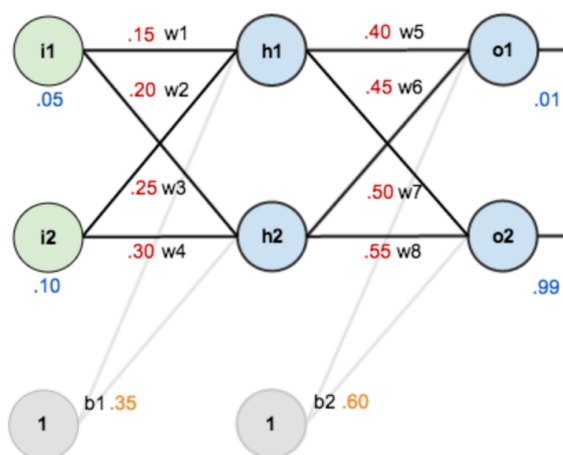 .15 w1
.40 w5
i1
h1
o1
.20 w2
.45 w6
.05
.01
.25 w3
.50 w7
i2
h2
o2
.30 w4
.55 w8
.10
.99
b1 .35
b2 .60
1
1